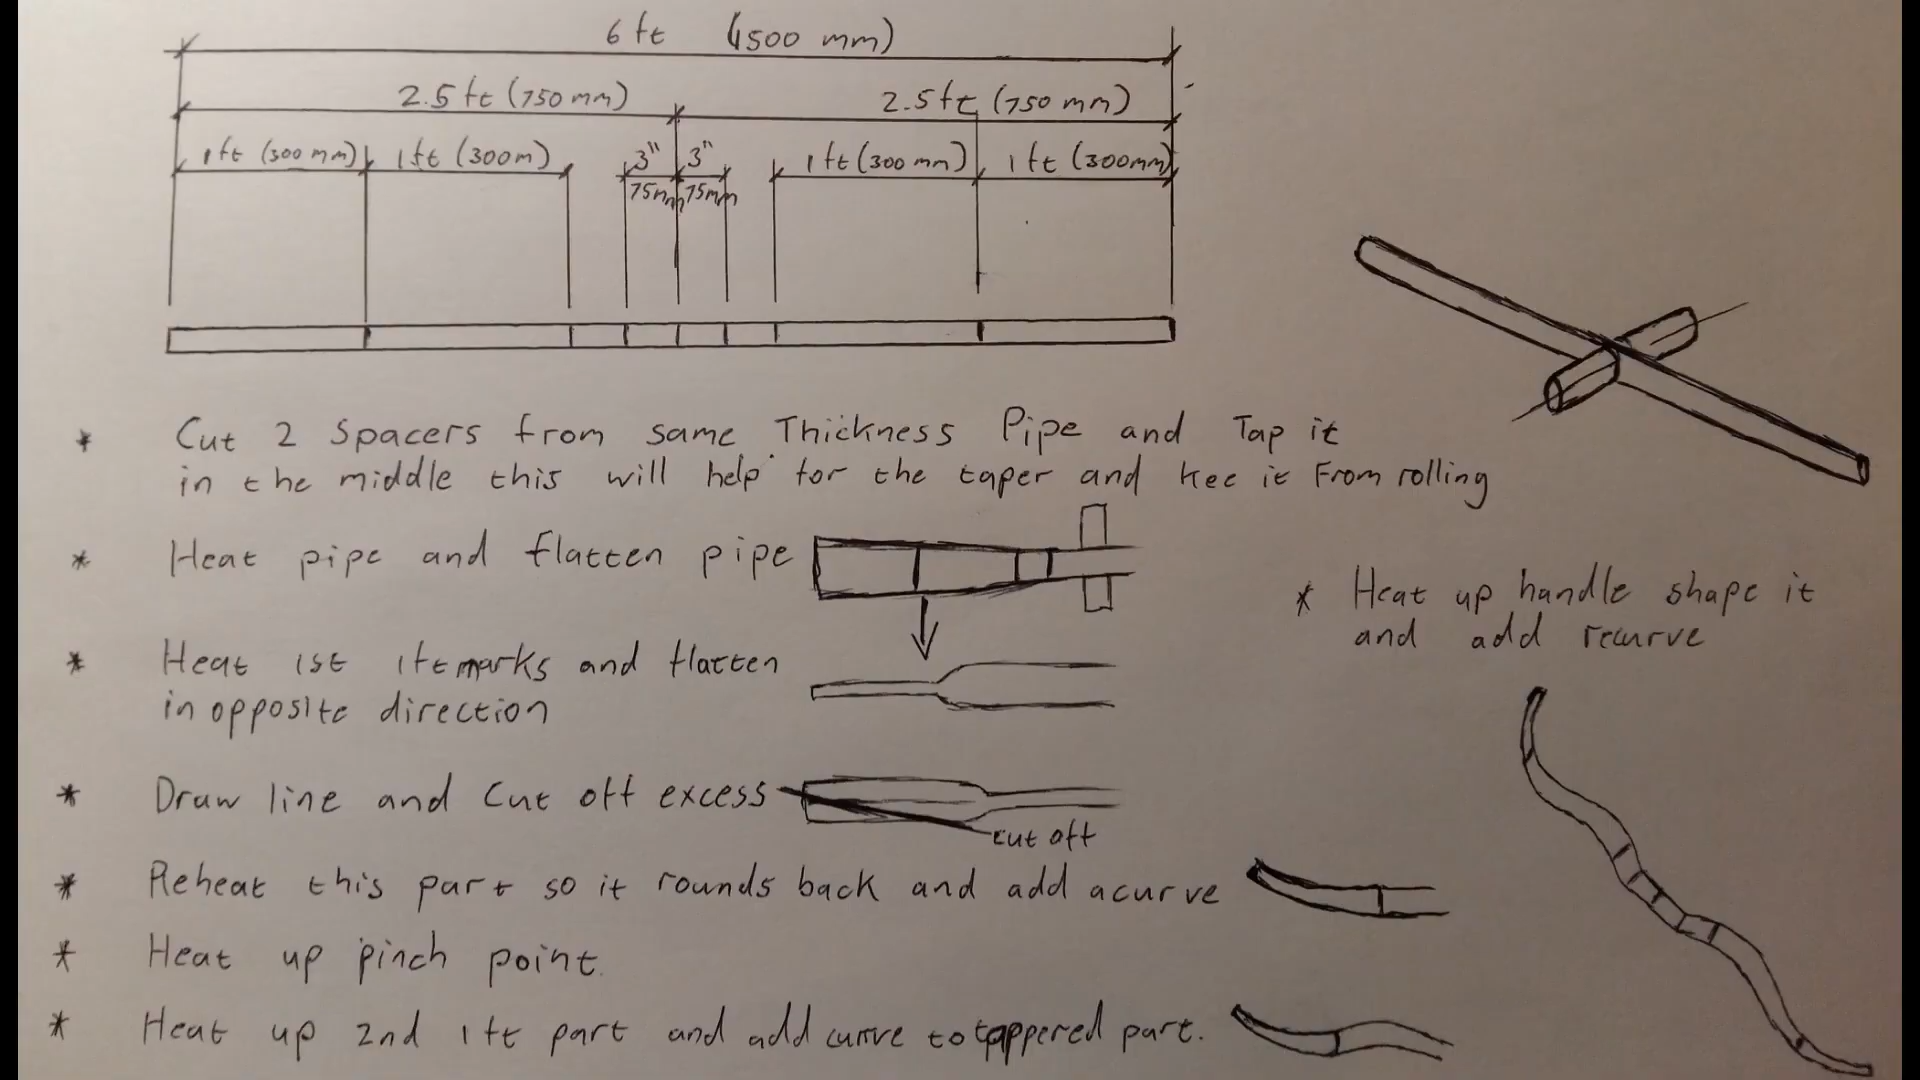 6 ft (1500 mm)
2.5 ft (750 mm) 2.5 ft (750 mm)
1 ft (300 mm) 1 ft (300m) 3" 3" 1 ft (300 mm) 1 ft (300mm)
75mm 75mm
* Cut 2 Spacers from same Thickness Pipe and Tap it
in the middle this will help for the taper and kee it From rolling
* Heat pipe and flatten pipe
* Heat up handle shape it
and add recurve
* Heat 1st 1ft marks and flatten
in opposite direction
* Draw line and Cut off excess
cut off
* Reheat this part so it rounds back and add a curve
* Heat up pinch point.
* Heat up 2nd 1ft part and add curve to tappered part.